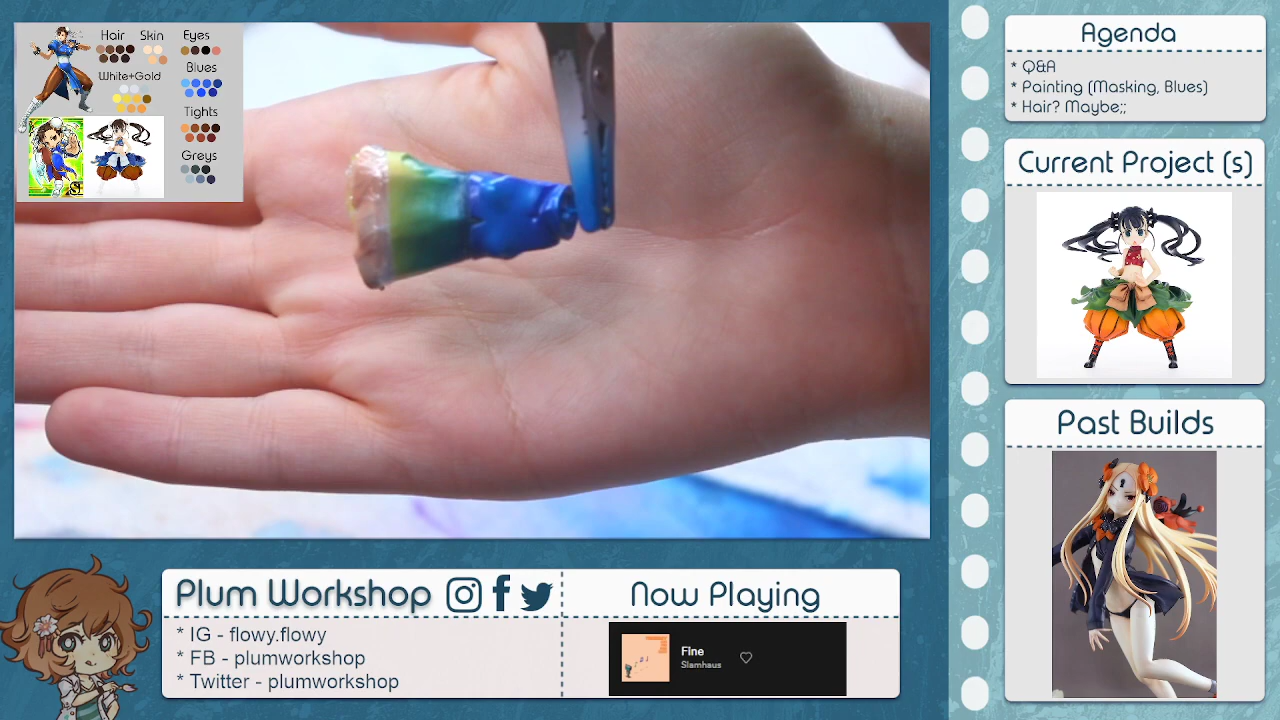 Hair Skin Eyes
White+Gold
Blues
Tights
Greys
Agenda
* Q&A
* Painting (Masking, Blues)
* Hair? Maybe;;
Current Project (s)
Past Builds
Plum Workshop
* IG - flowy.flowy
* FB - plumworkshop
* Twitter - plumworkshop
Now Playing
FIne
Slamhaus